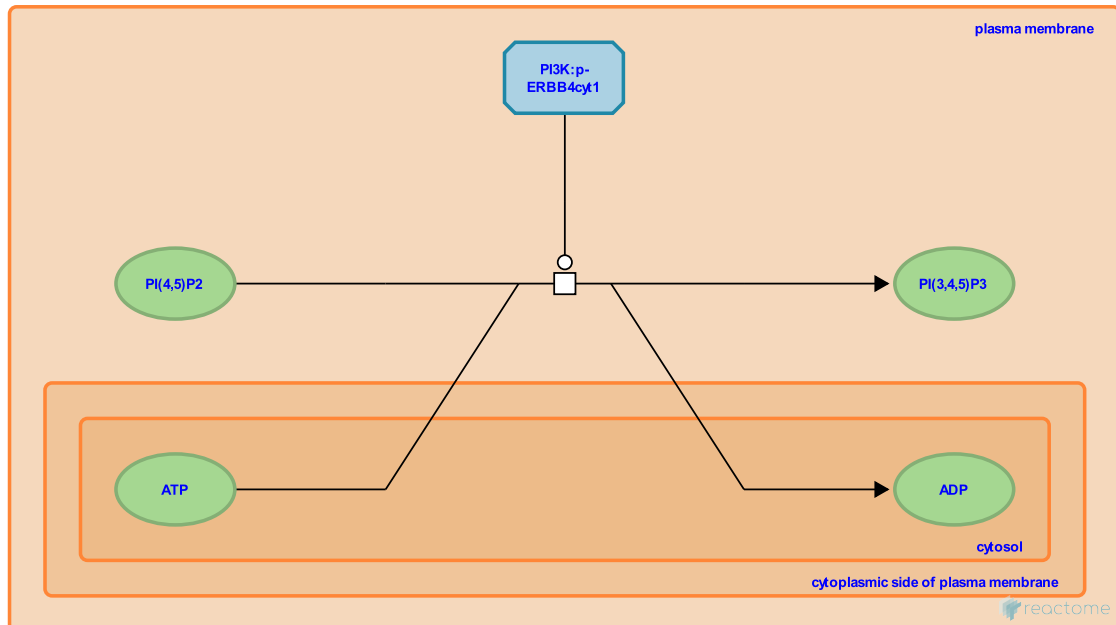 plasma membrane
PI3K:p-
ERBB4cyt1
PI(4,5)P2
PI(3,4,5)P3
ATP
ADP
cytosol
cytoplasmic side of plasma membrane
reactome